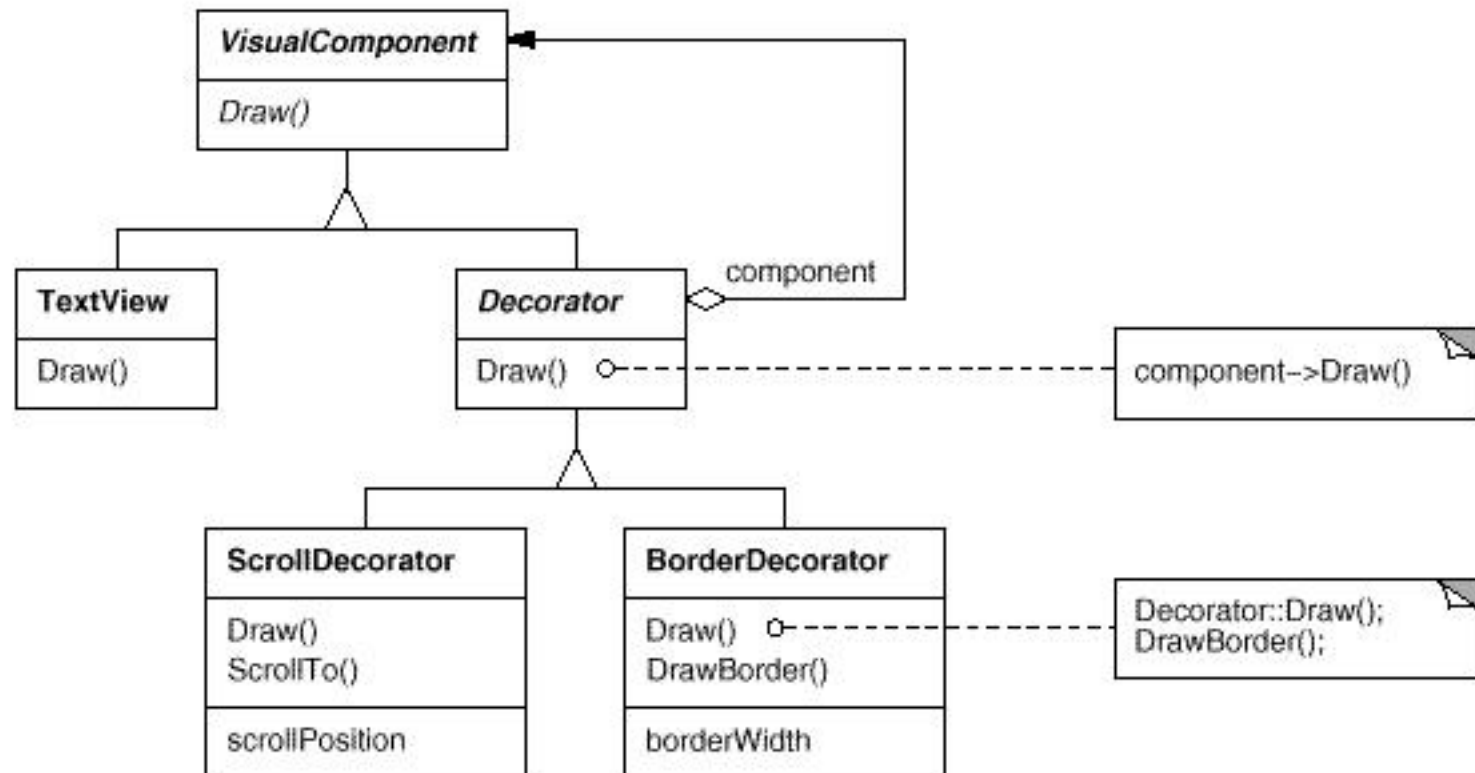 VisualComponent
Draw()
component
TextView
Decorator
Draw()
Draw()
component–>Draw()
ScrollDecorator
BorderDecorator
Draw()
ScrollTo()
Draw()
DrawBorder()
Decorator::Draw();
DrawBorder();
scrollPosition
borderWidth